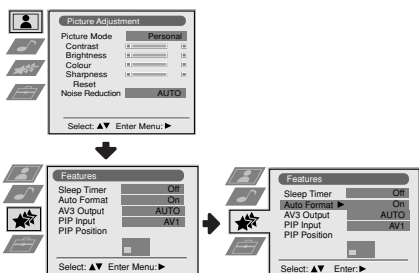 Picture Adjustment
Picture Mode Personal
Contrast
Brightness
Colour
Sharpness
Reset
Noise Reduction AUTO
Select: ▲▼ Enter Menu: ▶
Features
Sleep Timer Off
Auto Format On
AV3 Output AUTO
PIP Input AV1
PIP Position
Select: ▲▼ Enter Menu: ▶
Features
Sleep Timer Off
Auto Format ▶ On
AV3 Output AUTO
PIP Input AV1
PIP Position
Select: ▲▼ Enter: ▶